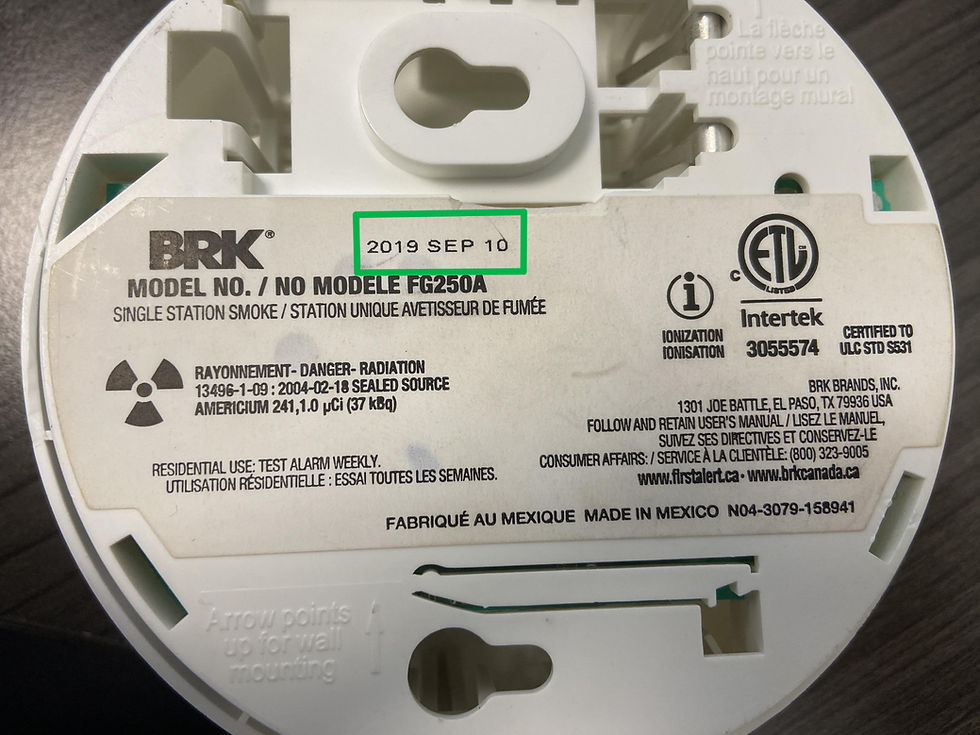 La flèche
pointe vers le
haut pour un
montage mural
BRK®
2019 SEP 10
MODEL NO. / NO MODELE FG250A
SINGLE STATION SMOKE / STATION UNIQUE AVETISSEUR DE FUMÉE
RAYONNEMENT- DANGER- RADIATION
13496-1-09 : 2004-02-18 SEALED SOURCE
AMERICIUM 241,1.0 µCi (37 kBq)
RESIDENTIAL USE: TEST ALARM WEEKLY.
UTILISATION RÉSIDENTIELLE : ESSAI TOUTES LES SEMAINES.
i
IONIZATION
IONISATION
C ETL
LISTED
Intertek
3055574
CERTIFIED TO
ULC STD S531
BRK BRANDS, INC.
1301 JOE BATTLE, EL PASO, TX 79936 USA
FOLLOW AND RETAIN USER'S MANUAL / LISEZ LE MANUEL,
SUIVEZ SES DIRECTIVES ET CONSERVEZ-LE
CONSUMER AFFAIRS: / SERVICE À LA CLIENTÈLE: (800) 323-9005
www.firstalert.ca • www.brkcanada.ca
FABRIQUÉ AU MEXIQUE MADE IN MEXICO N04-3079-158941
Arrow points
up for wall
mounting